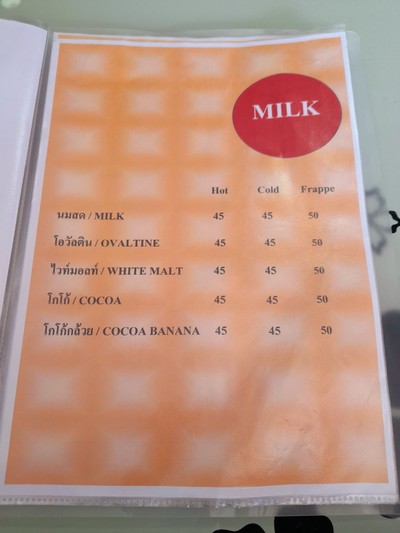 MILK
Hot Cold Frappe
นมสด / MILK 45 45 50
โอวัลติน / OVALTINE 45 45 50
ไวท์มอลท์ / WHITE MALT 45 45 50
โกโก้ / COCOA 45 45 50
โกโก้กล้วย / COCOA BANANA 45 45 50